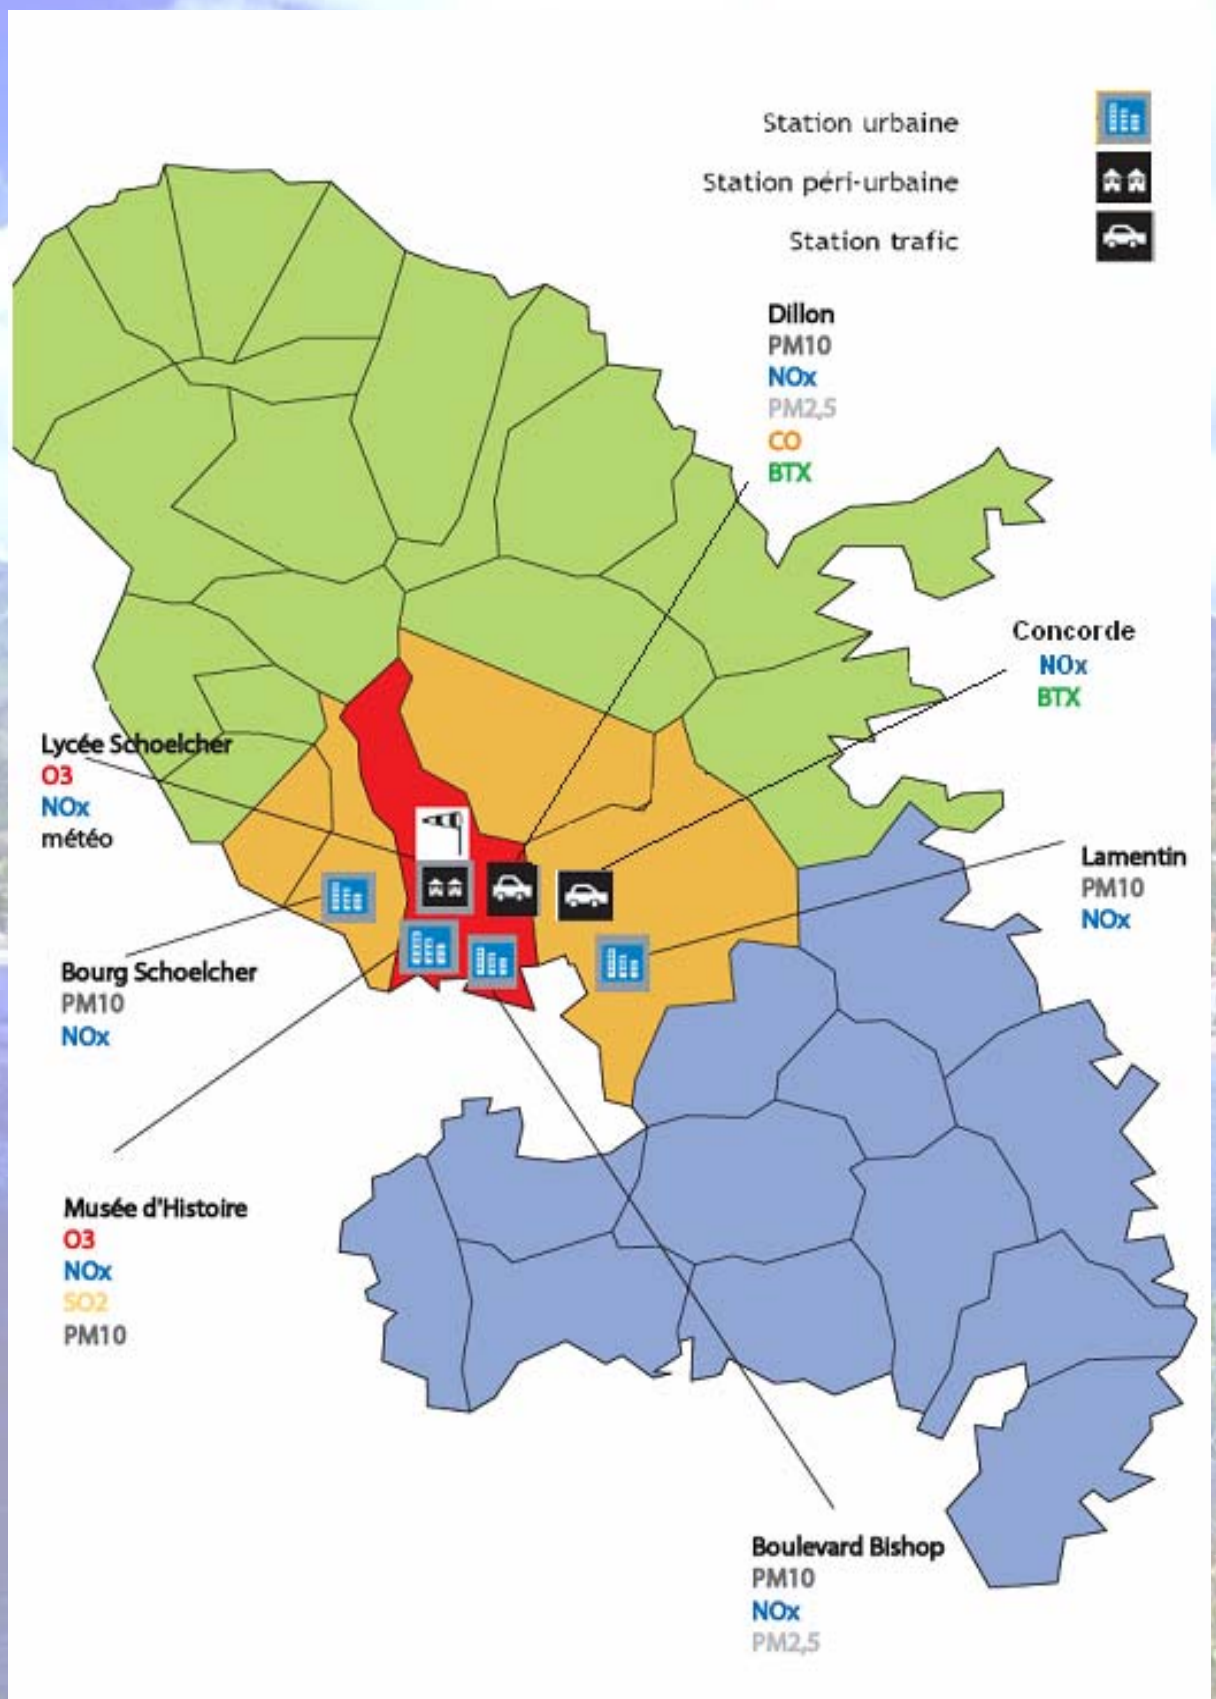 Station urbaine
Station péri-urbaine
Station trafic
Dillon
PM10
NOx
PM2,5
CO
BTX
Concorde
NOx
BTX
Lycée Schoelcher
O3
NOx
météo
Lamentin
PM10
NOx
Bourg Schoelcher
PM10
NOx
Musée d'Histoire
O3
NOx
SO2
PM10
Boulevard Bishop
PM10
NOx
PM2,5